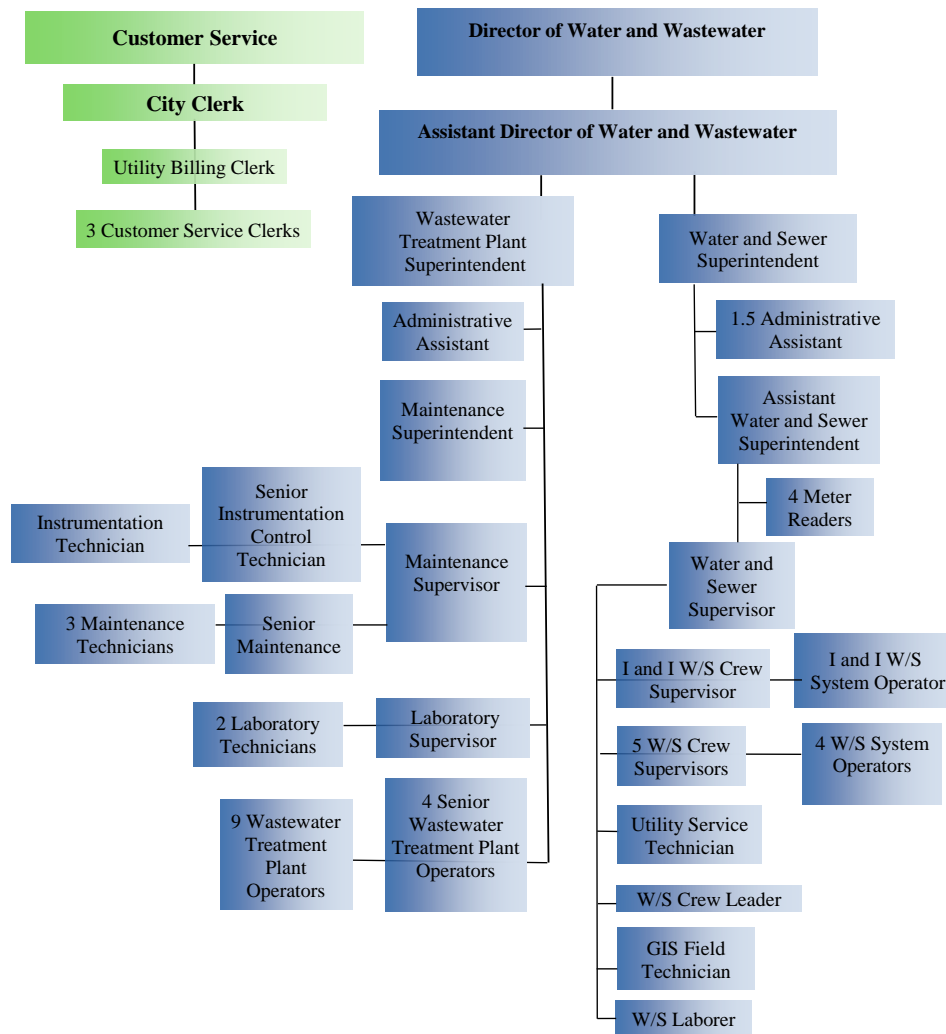 Customer Service
City Clerk
Utility Billing Clerk
3 Customer Service Clerks
Director of Water and Wastewater
Assistant Director of Water and Wastewater
Wastewater
Treatment Plant
Superintendent
Administrative
Assistant
Maintenance
Superintendent
Maintenance
Supervisor
Senior
Instrumentation
Control
Technician
Instrumentation
Technician
Senior
Maintenance
3 Maintenance
Technicians
Laboratory
Supervisor
2 Laboratory
Technicians
4 Senior
Wastewater
Treatment Plant
Operators
9 Wastewater
Treatment
Plant
Operators
Water and Sewer
Superintendent
1.5 Administrative
Assistant
Assistant
Water and Sewer
Superintendent
4 Meter
Readers
Water and
Sewer
Supervisor
I and I W/S Crew
Supervisor
I and I W/S
System Operator
5 W/S Crew
Supervisors
4 W/S System
Operators
Utility Service
Technician
W/S Crew Leader
GIS Field
Technician
W/S Laborer